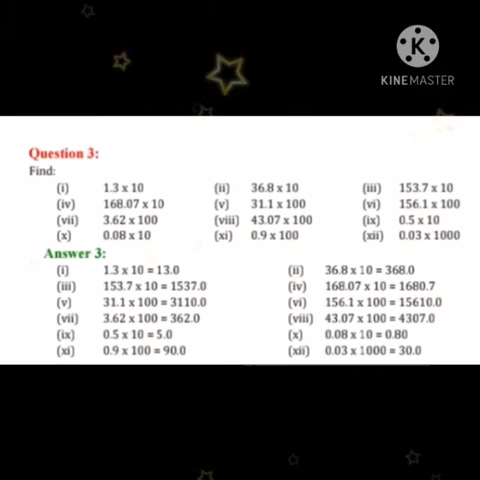 KINEMASTER
Question 3:
Find:
(i) 1.3 x 10 (ii) 36.8 x 10 (iii) 153.7 x 10
(iv) 168.07 x 10 (v) 31.1 x 100 (vi) 156.1 x 100
(vii) 3.62 x 100 (viii) 43.07 x 100 (ix) 0.5 x 10
(x) 0.08 x 10 (xi) 0.9 x 100 (xii) 0.03 x 1000
Answer 3:
(i) 1.3 x 10 = 13.0 (ii) 36.8 x 10 = 368.0
(iii) 153.7 x 10 = 1537.0 (iv) 168.07 x 10 = 1680.7
(v) 31.1 x 100 = 3110.0 (vi) 156.1 x 100 = 15610.0
(vii) 3.62 x 100 = 362.0 (viii) 43.07 x 100 = 4307.0
(ix) 0.5 x 10 = 5.0 (x) 0.08 x 10 = 0.80
(xi) 0.9 x 100 = 90.0 (xii) 0.03 x 1000 = 30.0